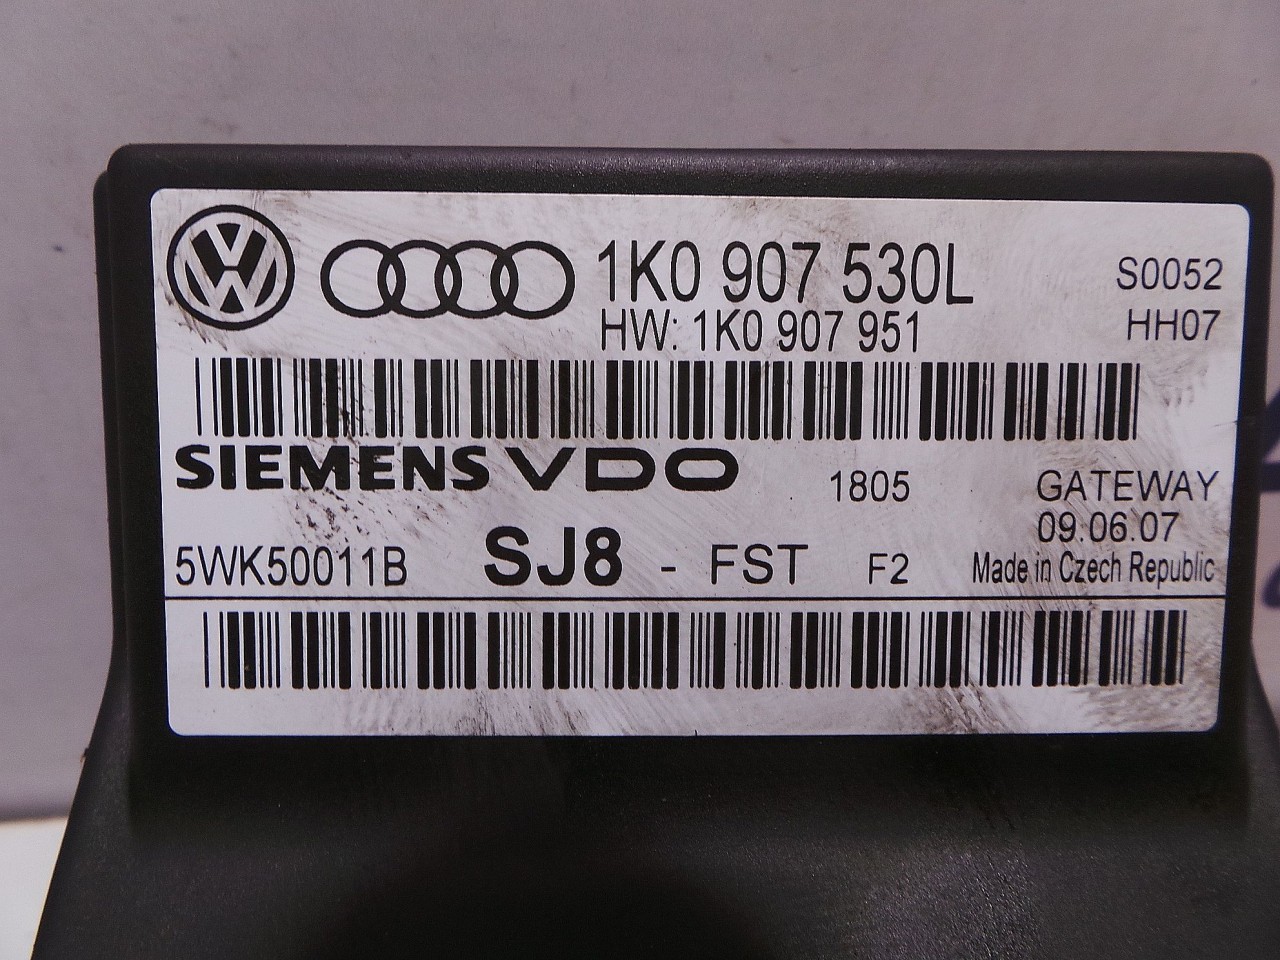 1K0 907 530L S0052
HW: 1K0 907 951 HH07
SIEMENS VDO 1805 GATEWAY
09.06.07
5WK50011B SJ8 - FST F2 Made in Czech Republic